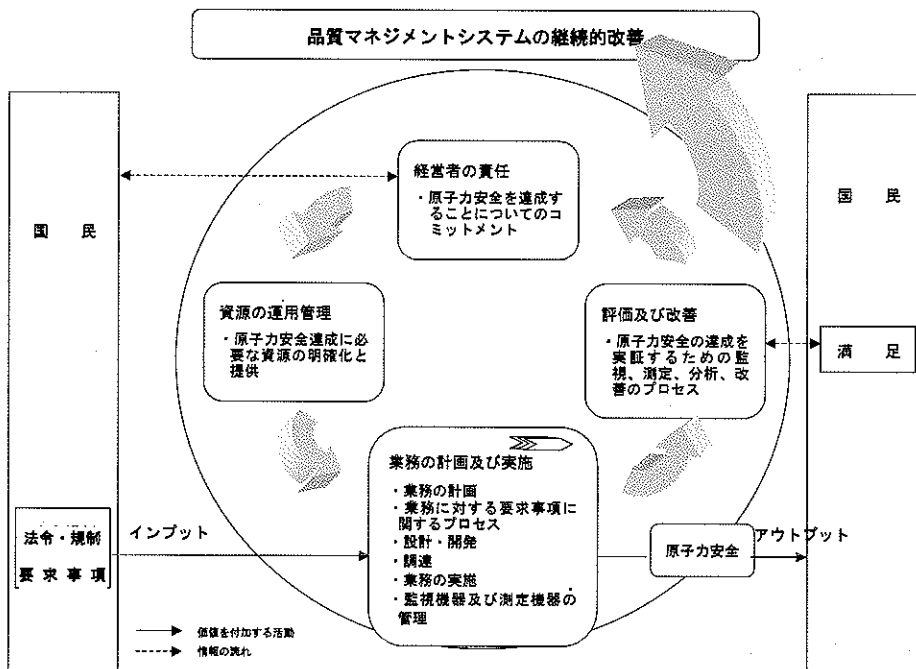 品質マネジメントシステムの継続的改善
国 民
経営者の責任
・原子力安全を達成す
ることについてのコ
ミットメント
国 民
資源の運用管理
・原子力安全達成に必
要な資源の明確化と
提供
評価及び改善
・原子力安全の達成を
実証するための監
視、測定、分析、改
善のプロセス
満 足
業務の計画及び実施
・業務の計画
・業務に対する要求事項に
関するプロセス
・設計・開発
・調達
・業務の実施
・監視機器及び測定機器の
管理
法令・規制
要求事項
インプット
原子力安全
アウトプット
価値を付加する活動
情報の流れ